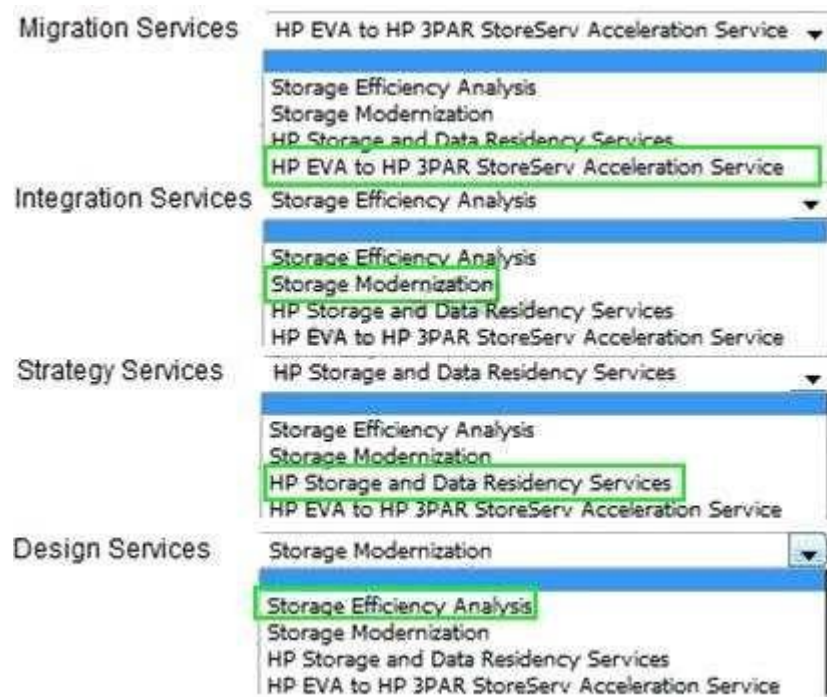 Migration Services HP EVA to HP 3PAR StoreServ Acceleration Service
Storage Efficiency Analysis
Storage Modernization
HP Storage and Data Residency Services
HP EVA to HP 3PAR StoreServ Acceleration Service
Integration Services Storage Efficiency Analysis
Storage Efficiency Analysis
Storage Modernization
HP Storage and Data Residency Services
HP EVA to HP 3PAR StoreServ Acceleration Service
Strategy Services HP Storage and Data Residency Services
Storage Efficiency Analysis
Storage Modernization
HP Storage and Data Residency Services
HP EVA to HP 3PAR StoreServ Acceleration Service
Design Services Storage Modernization
Storage Efficiency Analysis
Storage Modernization
HP Storage and Data Residency Services
HP EVA to HP 3PAR StoreServ Acceleration Service